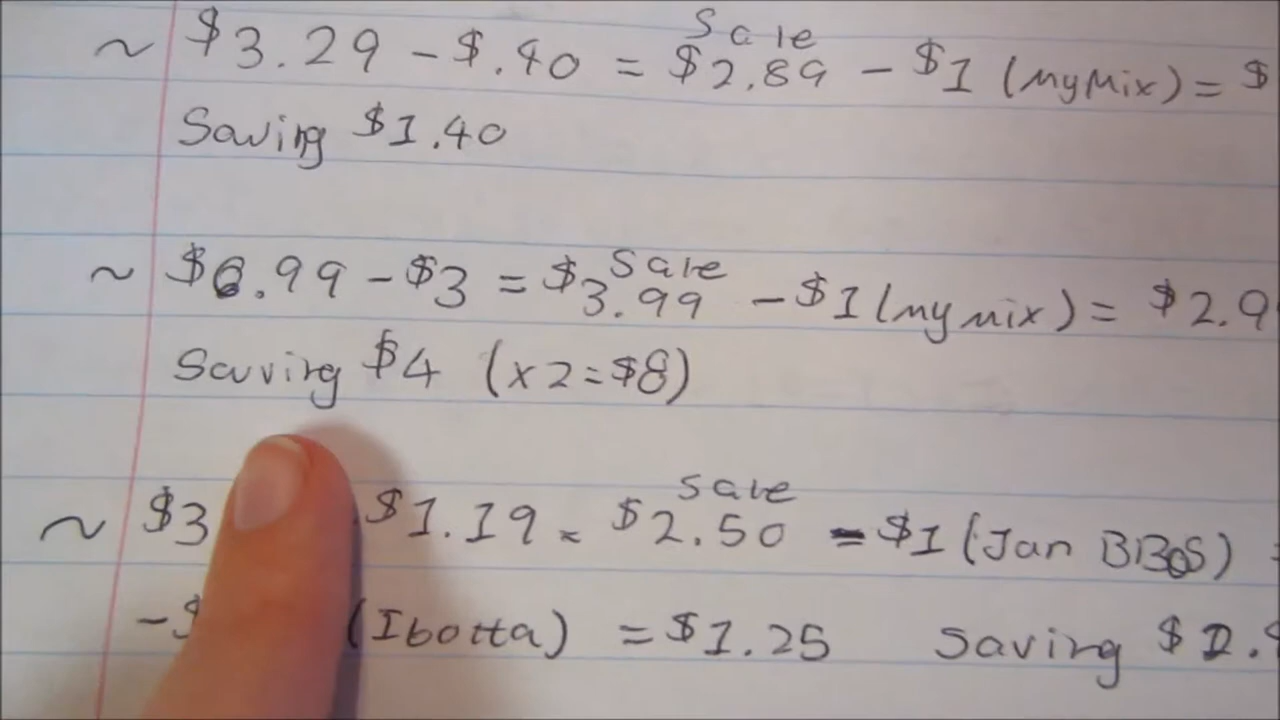 ~ $3.29 - $.40 = $2.89 Sale - $1 (MyMix) = $
Saving $1.40
~ $6.99 - $3 = $3.99 Sale - $1 (My mix) = $2.9
Saving $4 (x2=$8)
~ $3 $1.19 = $2.50 Sale - $1 (Jan BBGS)
-$ (Ibotta) = $1.25 Saving